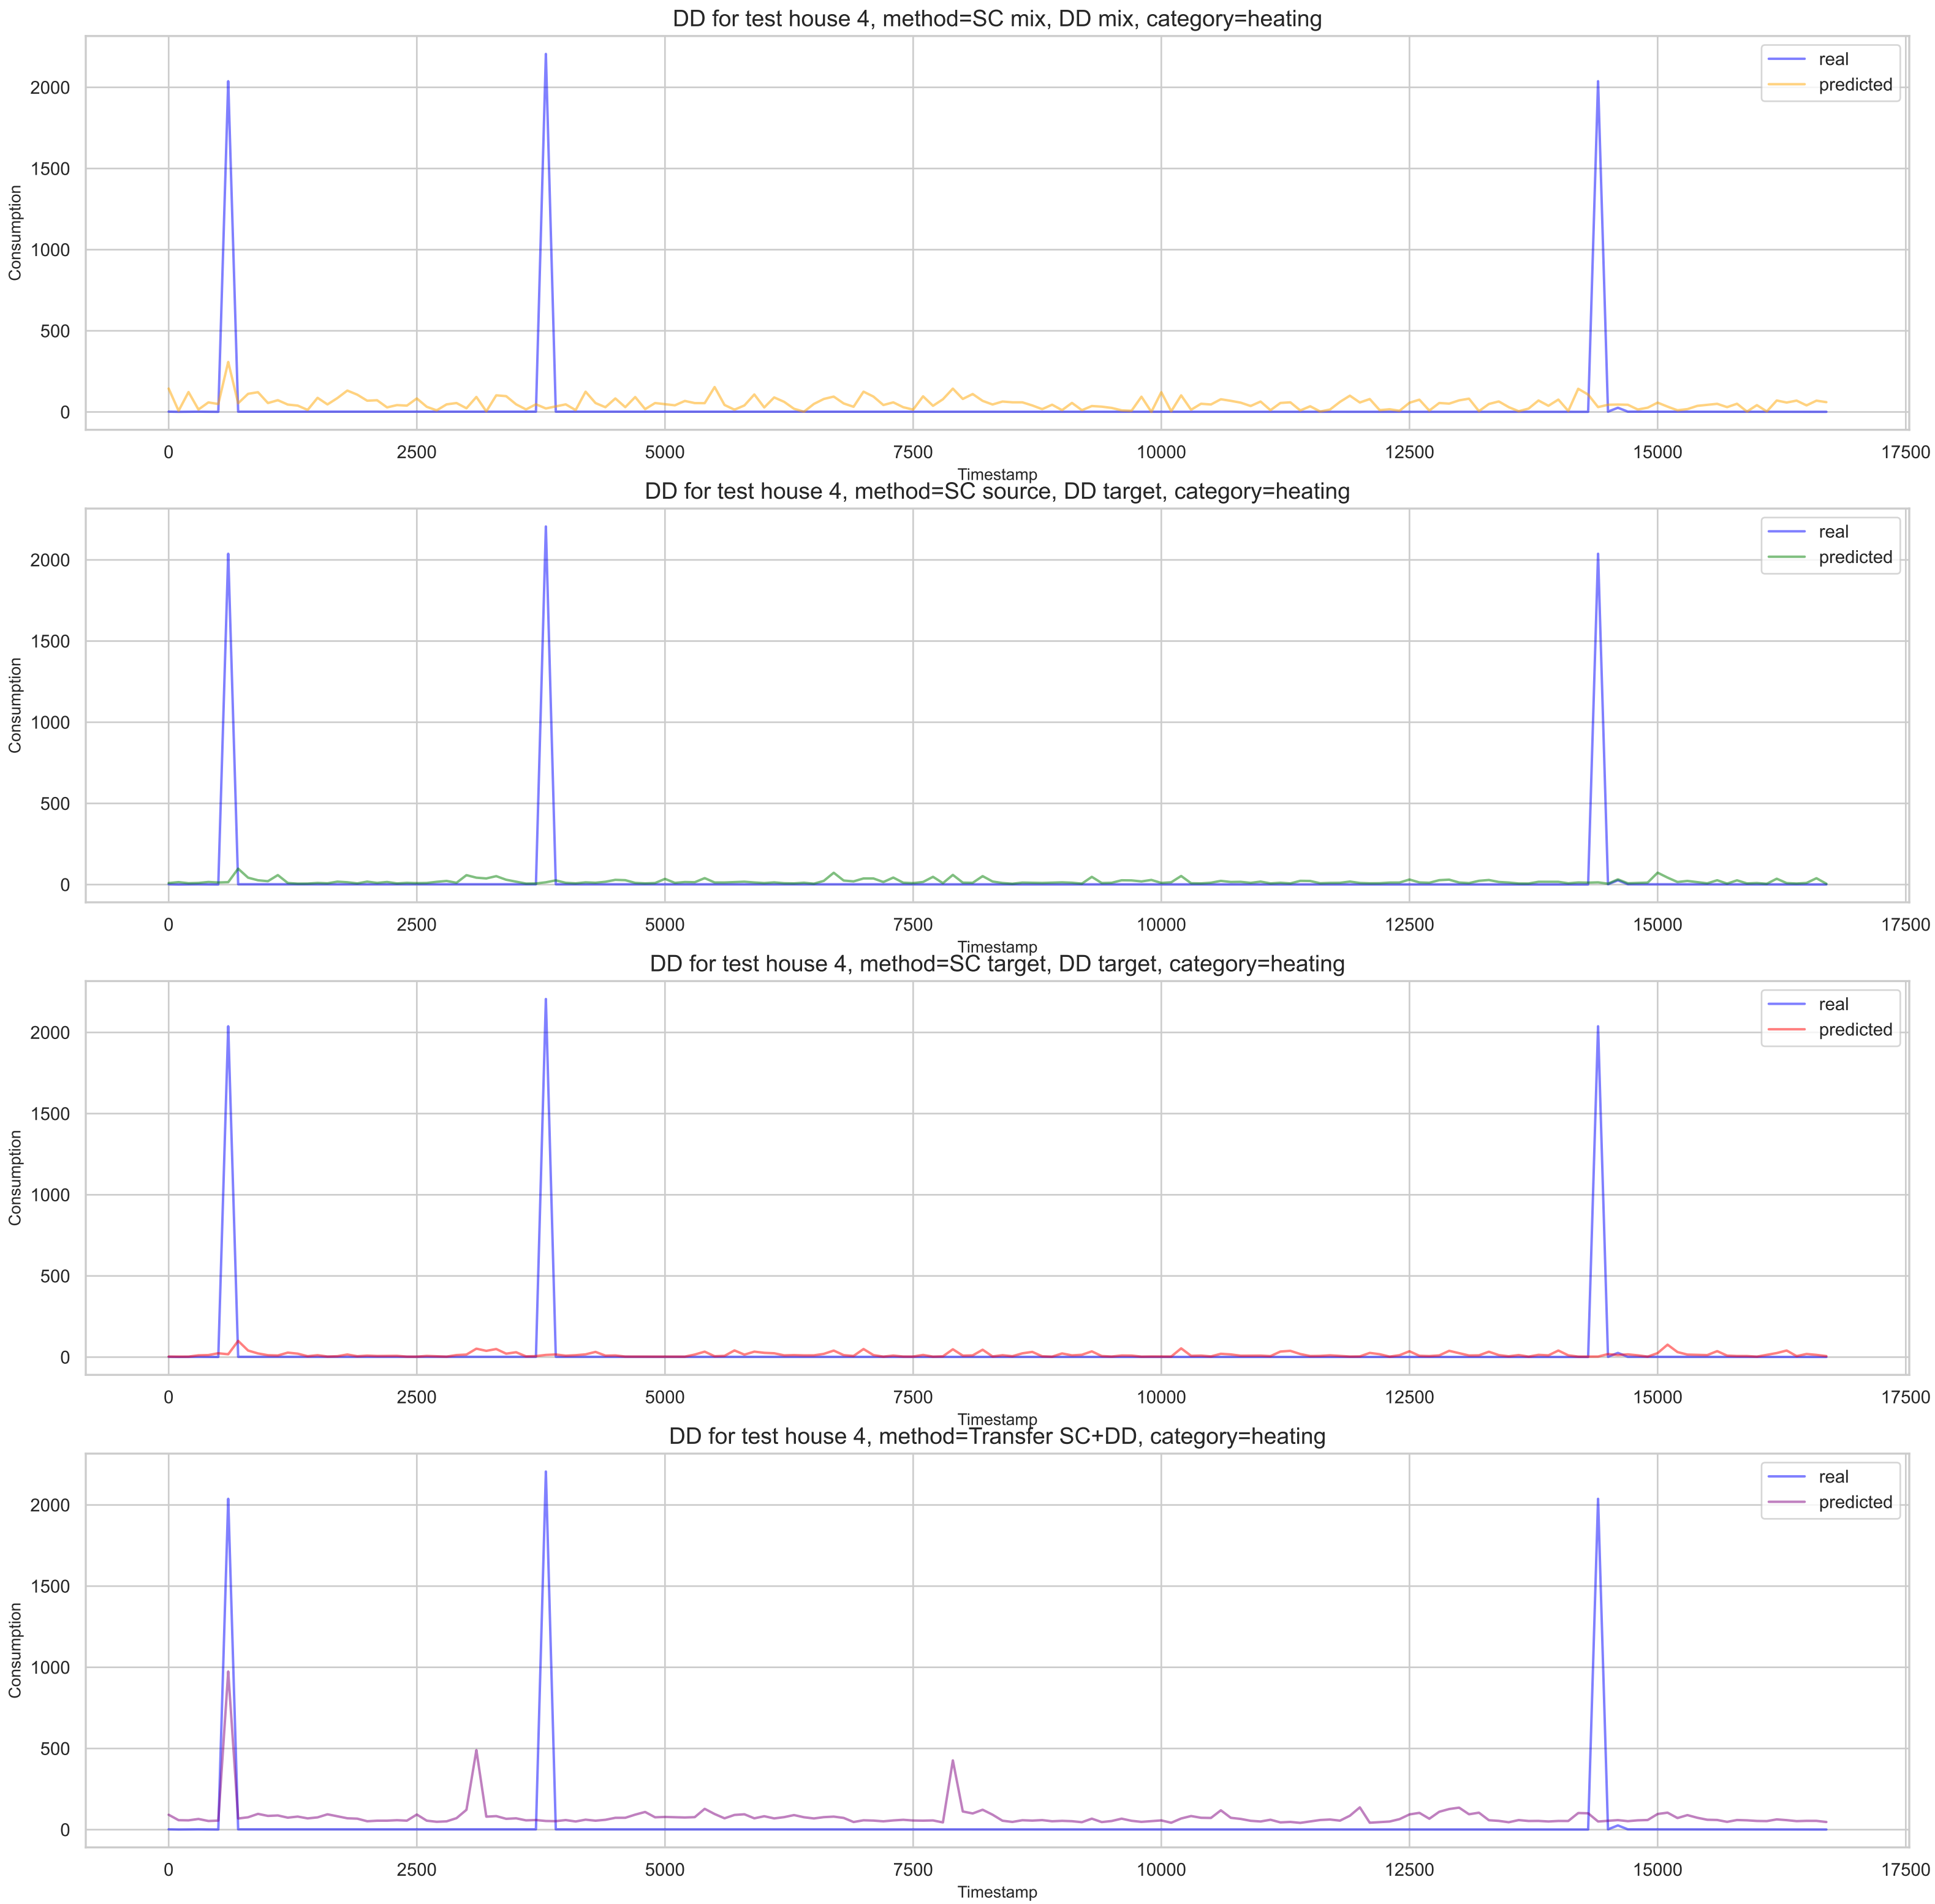 DD for test house 4, method=SC mix, DD mix, category=heating
real
predicted
2000
1500
1000
500
0
Consumption
0 2500 5000 7500 10000 12500 15000 17500
Timestamp
DD for test house 4, method=SC source, DD target, category=heating
real
predicted
2000
1500
1000
500
0
Consumption
0 2500 5000 7500 10000 12500 15000 17500
Timestamp
DD for test house 4, method=SC target, DD target, category=heating
real
predicted
2000
1500
1000
500
0
Consumption
0 2500 5000 7500 10000 12500 15000 17500
Timestamp
DD for test house 4, method=Transfer SC+DD, category=heating
real
predicted
2000
1500
1000
500
0
Consumption
0 2500 5000 7500 10000 12500 15000 17500
Timestamp